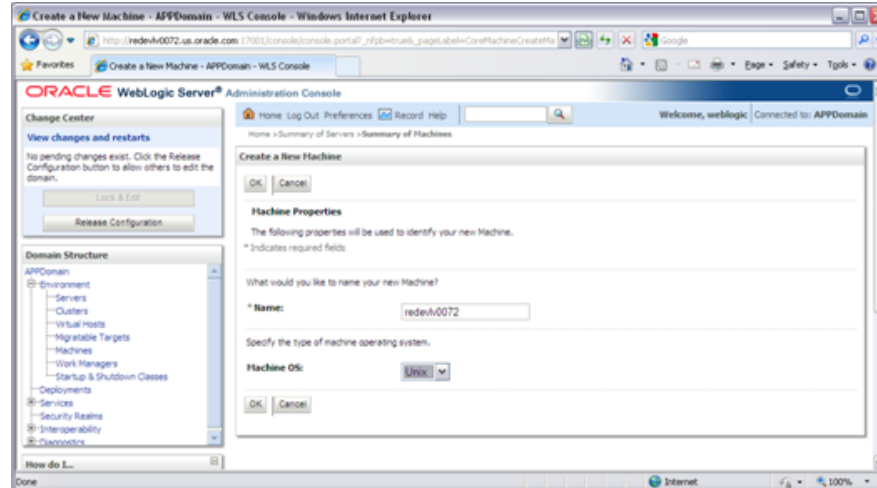 Create a New Machine - APPDomain - WLS Console - Windows Internet Explorer
http://redevlv0072.us.oracle.com:17001/console/console.portal?_nfpb=true&_pageLabel=CoreMachineCreateMa
Google
Favorites
Create a New Machine - APPDomain - WLS Console
Page
Safety
Tools
ORACLE WebLogic Server® Administration Console
Change Center
View changes and restarts
No pending changes exist. Click the Release
Configuration button to allow others to edit the
domain.
Lock & Edit
Release Configuration
Domain Structure
APPDomain
Environment
Servers
Clusters
Virtual Hosts
Migratable Targets
Machines
Work Managers
Startup & Shutdown Classes
Deployments
Services
Security Realms
Interoperability
Diagnostics
How do I...
Home Log Out Preferences Record Help
Welcome, weblogic
Connected to: APPDomain
Home >Summary of Servers >Summary of Machines
Create a New Machine
OK Cancel
Machine Properties
The following properties will be used to identify your new Machine.
* Indicates required fields
What would you like to name your new Machine?
* Name:
redevlv0072
Specify the type of machine operating system.
Machine OS:
Unix
OK Cancel
Done
Internet
100%